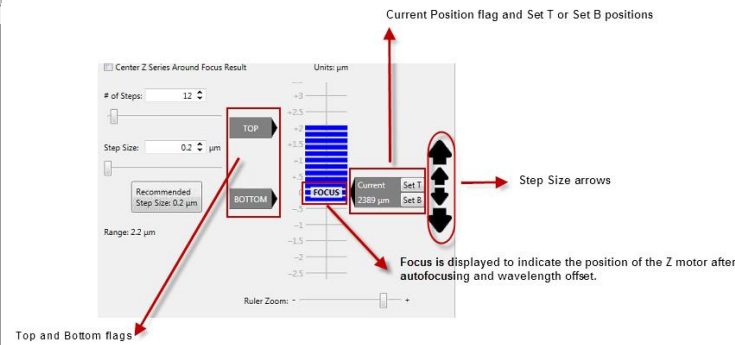 Current Position flag and Set T or Set B positions
Center Z Series Around Focus Result
Units: µm
# of Steps: 12
+3
+2.5
TOP
+2
Step Size: 0.2 µm
+1.5
+1
Step Size arrows
Recommended
Step Size: 0.2 µm
BOTTOM
FOCUS
Current
Set T
2389 µm
Set B
Range: 2.2 µm
-1.5
-2
-2.5
Focus is displayed to indicate the position of the Z motor after
autofocusing and wavelength offset.
Ruler Zoom: - +
Top and Bottom flags